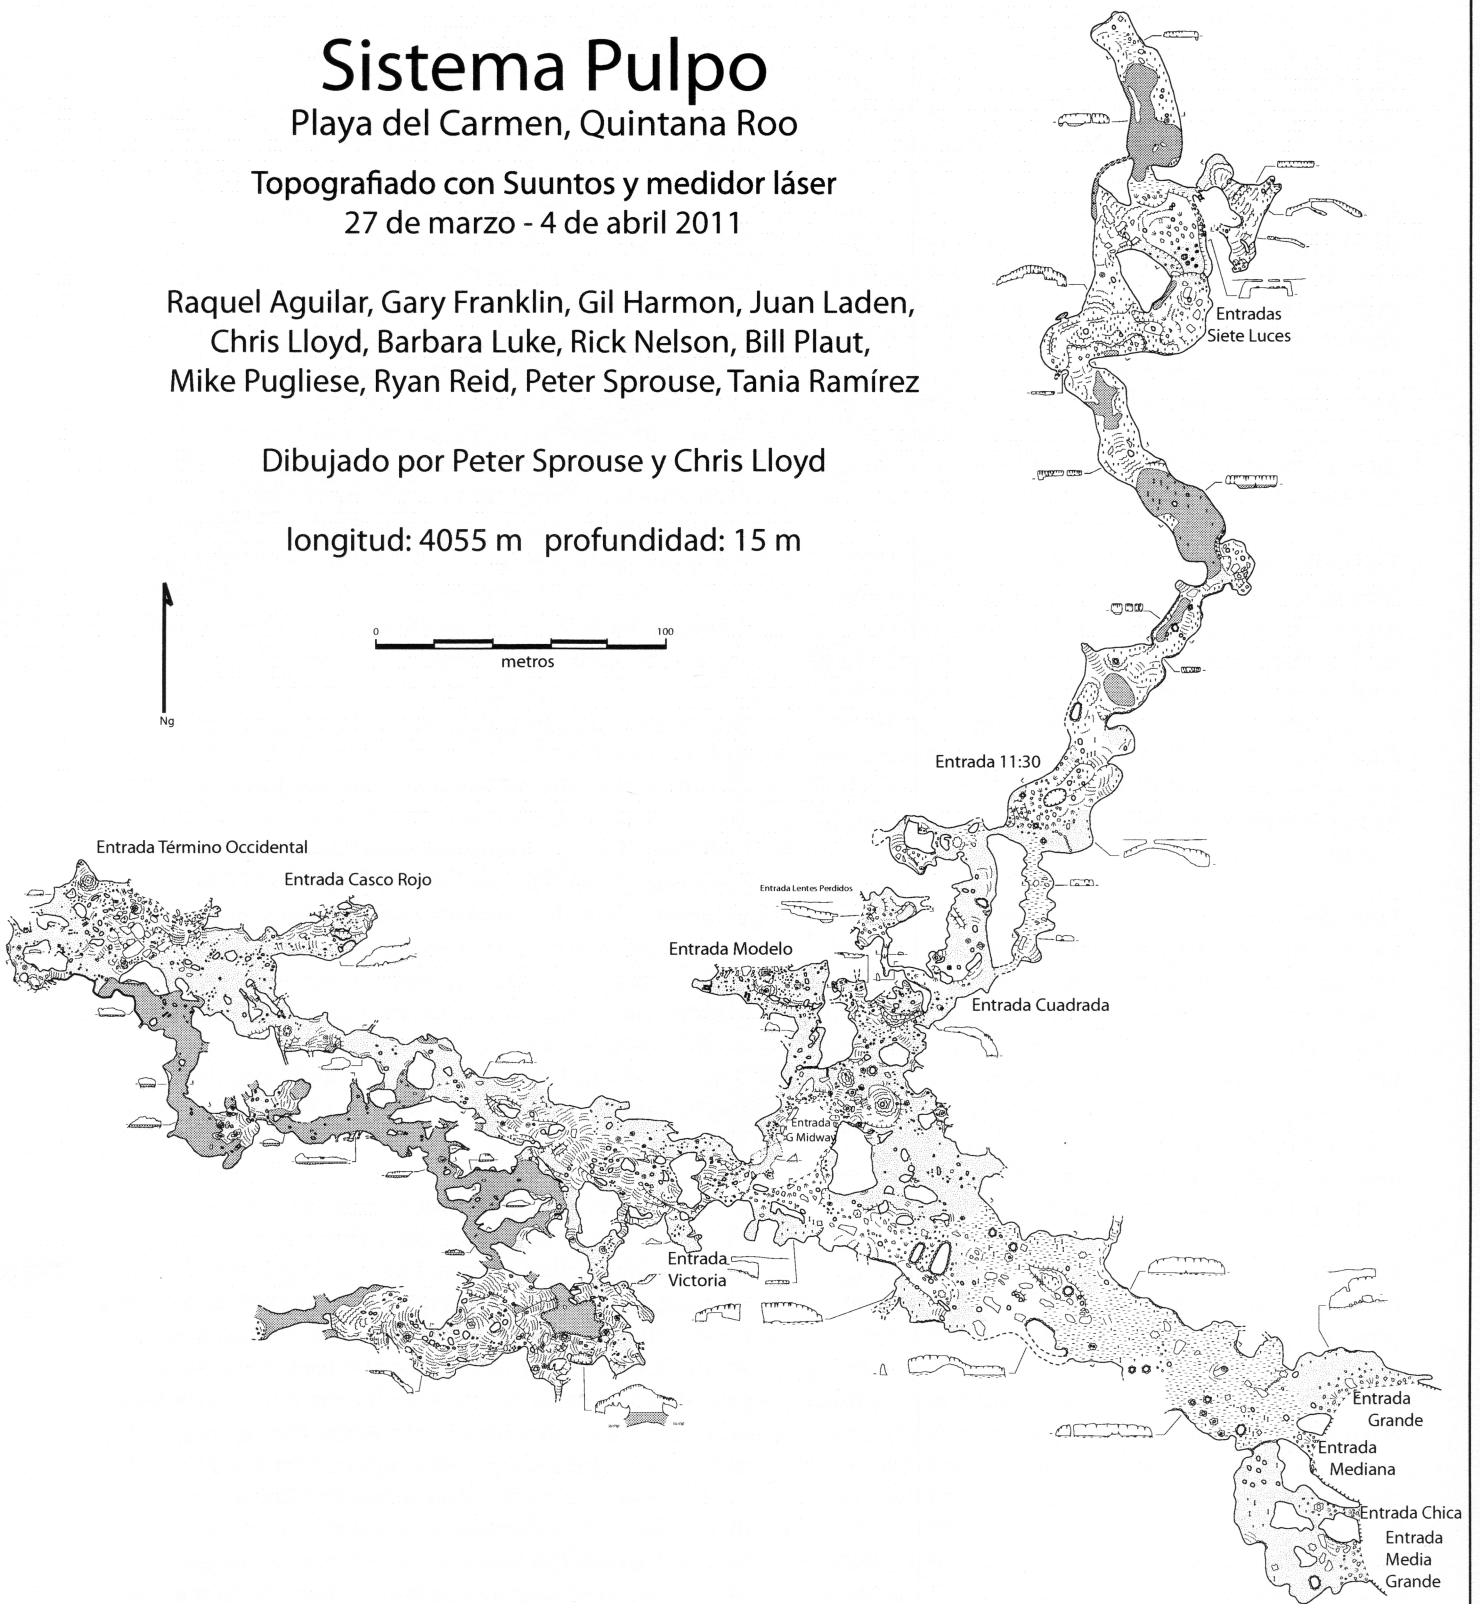 Sistema Pulpo
Playa del Carmen, Quintana Roo
Topografiado con Suuntos y medidor láser
27 de marzo - 4 de abril 2011
Raquel Aguilar, Gary Franklin, Gil Harmon, Juan Laden,
Chris Lloyd, Barbara Luke, Rick Nelson, Bill Plaut,
Mike Pugliese, Ryan Reid, Peter Sprouse, Tania Ramírez
Dibujado por Peter Sprouse y Chris Lloyd
longitud: 4055 m profundidad: 15 m
0 100
metros
Ng
Entradas
Siete Luces
Entrada 11:30
Entrada Término Occidental
Entrada Casco Rojo
Entrada Lentes Perdidos
Entrada Modelo
Entrada Cuadrada
Entrada
G Midway
Entrada
Victoria
Entrada
Grande
Entrada
Mediana
Entrada Chica
Entrada
Media
Grande